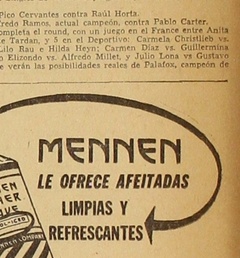 Pico Cervantes contra Raúl Horta.
fredo Ramos, actual campeón, contra Pablo Carter.
ompleta el round, con un juego en el France entre Anita
de Tardan, y 5 en el Deportivo: Carmela Christlieb vs.
Lilo Rau e Hilda Heyn; Carmen Díaz vs. Guillermina
o Elizondo vs. Alfredo Millet, y Julio Lona vs Gustavo
e verán las posibilidades reales de Palafox, campeón de
MENNEN
LE OFRECE AFEITADAS
LIMPIAS Y
REFRESCANTES